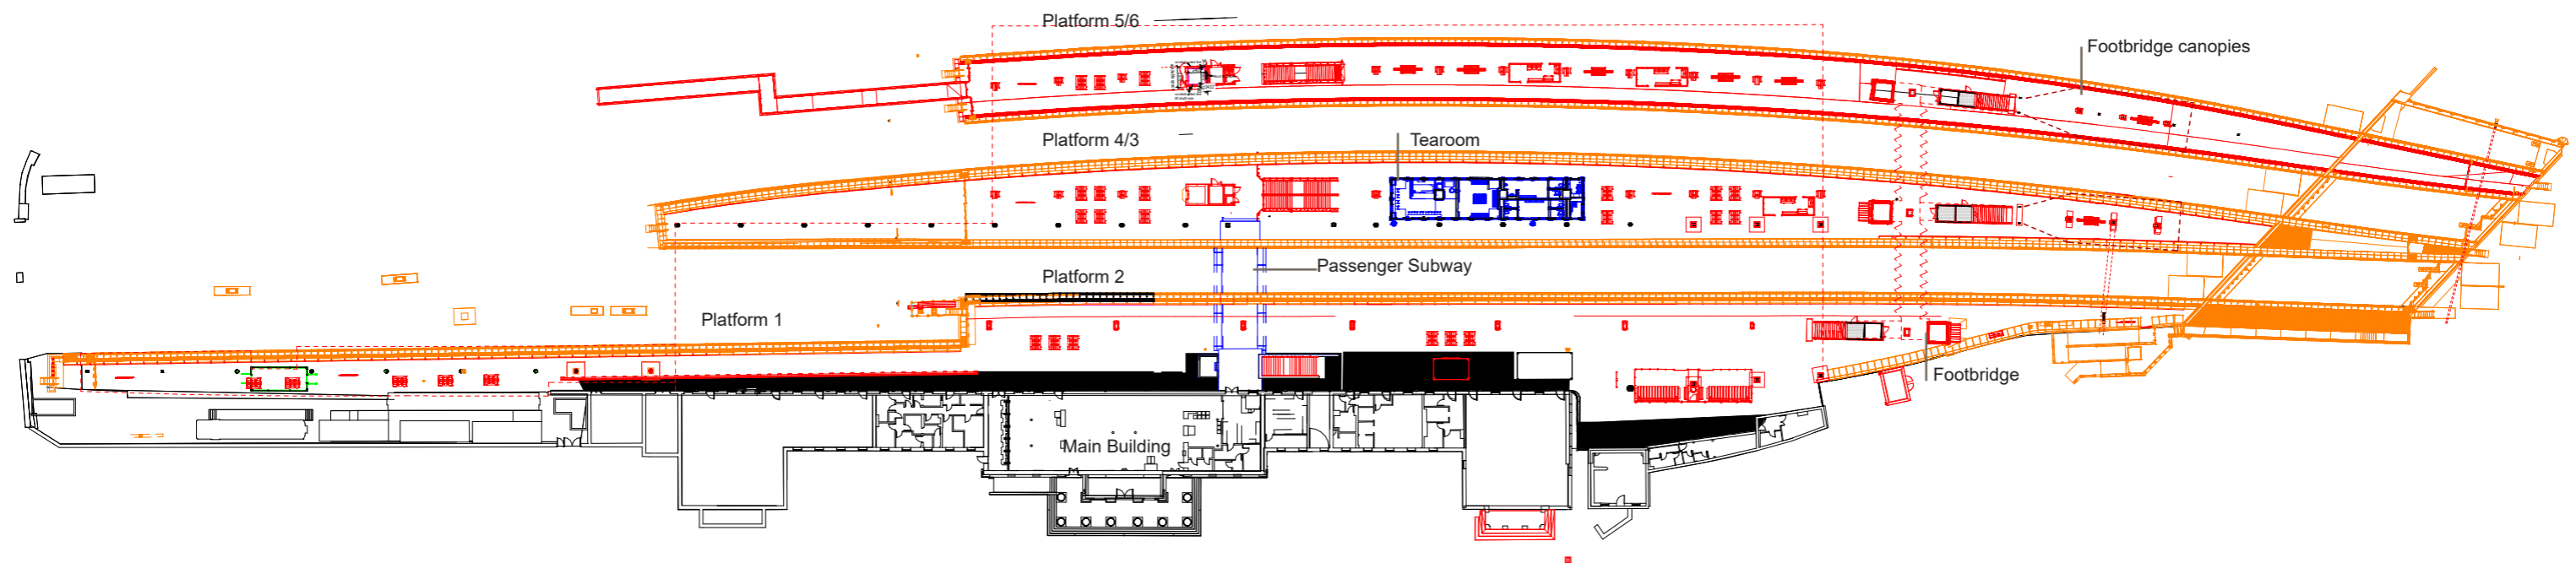 Platform 5/6
Footbridge canopies
Platform 4/3
Tearoom
Passenger Subway
Platform 2
Platform 1
Footbridge
Main Building